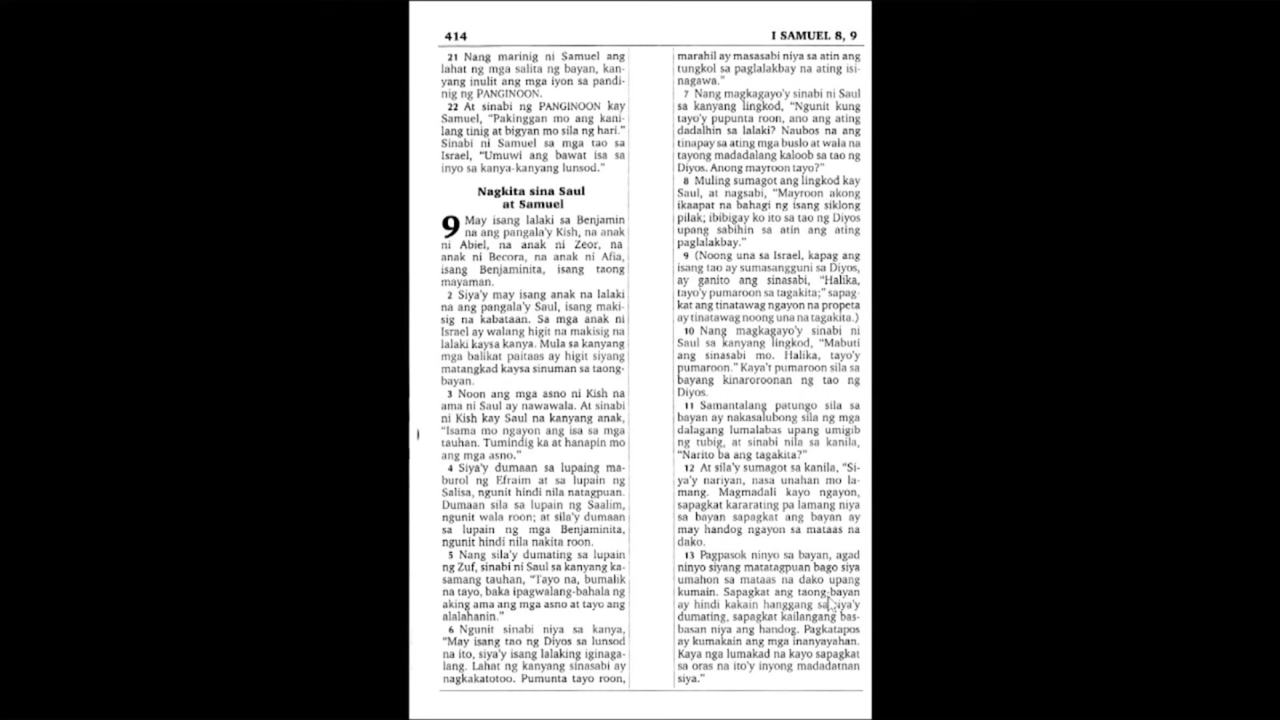 414
I SAMUEL 8, 9
21 Nang marinig ni Samuel ang
lahat ng mga salita ng bayan, kan-
yang inulit ang mga iyon sa pandi-
nig ng PANGINOON.
22 At sinabi ng PANGINOON kay
Samuel, “Pakinggan mo ang kani-
lang tinig at bigyan mo sila ng hari.”
Sinabi ni Samuel sa mga tao sa
Israel, “Umuwi ang bawat isa sa
inyo sa kanya-kanyang lunsod.”
Nagkita sina Saul
at Samuel
9 May isang lalaki sa Benjamin
na ang pangala'y Kish, na anak
ni Abiel, na anak ni Zeor, na
anak ni Becora, na anak ni Afia,
isang Benjaminita, isang taong
mayaman.
2 Siya'y may isang anak na lalaki
na ang pangala'y Saul, isang maki-
sig na kabataan. Sa mga anak ni
Israel ay walang higit na makisig na
lalaki kaysa kanya. Mula sa kanyang
mga balikat paitaas ay higit siyang
matangkad kaysa sinuman sa taong-
bayan.
3 Noon ang mga asno ni Kish na
ama ni Saul ay nawawala. At sinabi
ni Kish kay Saul na kanyang anak,
“Isama mo ngayon ang isa sa mga
tauhan. Tumindig ka at hanapin mo
ang mga asno.”
4 Siya'y dumaan sa lupaing ma-
burol ng Efraim at sa lupain ng
Salisa, ngunit hindi nila natagpuan.
Dumaan sila sa lupain ng Saalim,
ngunit wala roon; at sila'y dumaan
sa lupain ng mga Benjaminita,
ngunit hindi nila nakita roon.
5 Nang sila'y dumating sa lupain
ng Zuf, sinabi ni Saul sa kanyang ka-
samang tauhan, “Tayo na, bumalik
na tayo, baka ipagwalang-bahala ng
aking ama ang mga asno at tayo ang
alalahanin.”
6 Ngunit sinabi niya sa kanya,
“May isang tao ng Diyos sa lunsod
na ito, siya'y isang lalaking iginaga-
lang. Lahat ng kanyang sinasabi ay
nagkakatotoo. Pumunta tayo roon,
marahil ay masasabi niya sa atin ang
tungkol sa paglalakbay na ating isi-
nagawa.”
7 Nang magkagayo'y sinabi ni Saul
sa kanyang lingkod, “Ngunit kung
tayo'y pupunta roon, ano ang ating
dadalhin sa lalaki? Naubos na ang
tinapay sa ating mga buslo at wala na
tayong madadalang kaloob sa tao ng
Diyos. Anong mayroon tayo?”
8 Muling sumagot ang lingkod kay
Saul, at nagsabi, “Mayroon akong
ikaapat na bahagi ng isang siklong
pilak; ibibigay ko ito sa tao ng Diyos
upang sabihin sa atin ang ating
paglalakbay.”
9 (Noong una sa Israel, kapag ang
isang tao ay sumasangguni sa Diyos,
ay ganito ang sinasabi, “Halika,
tayo'y pumaroon sa tagakita;” sapag-
kat ang tinatawag ngayon na propeta
ay tinatawag noong una na tagakita.)
10 Nang magkagayo'y sinabi ni
Saul sa kanyang lingkod, “Mabuti
ang sinasabi mo. Halika, tayo'y
pumaroon.” Kaya't pumaroon sila sa
bayang kinaroroonan ng tao ng
Diyos.
11 Samantalang patungo sila sa
bayan ay nakasalubong sila ng mga
dalagang lumalabas upang umigib
ng tubig, at sinabi nila sa kanila,
“Narito ba ang tagakita?”
12 At sila'y sumagot sa kanila, “Si-
ya'y nariyan, nasa unahan mo la-
mang. Magmadali kayo ngayon,
sapagkat kararating pa lamang niya
sa bayan sapagkat ang bayan ay
may handog ngayon sa mataas na
dako.
13 Pagpasok ninyo sa bayan, agad
ninyo siyang matatagpuan bago siya
umahon sa mataas na dako upang
kumain. Sapagkat ang taong-bayan
ay hindi kakain hanggang sa siya'y
dumating, sapagkat kailangang bas-
basan niya ang handog. Pagkatapos
ay kumakain ang mga inanyayahan.
Kaya nga lumakad na kayo sapagkat
sa oras na ito'y inyong madadatnan
siya.”